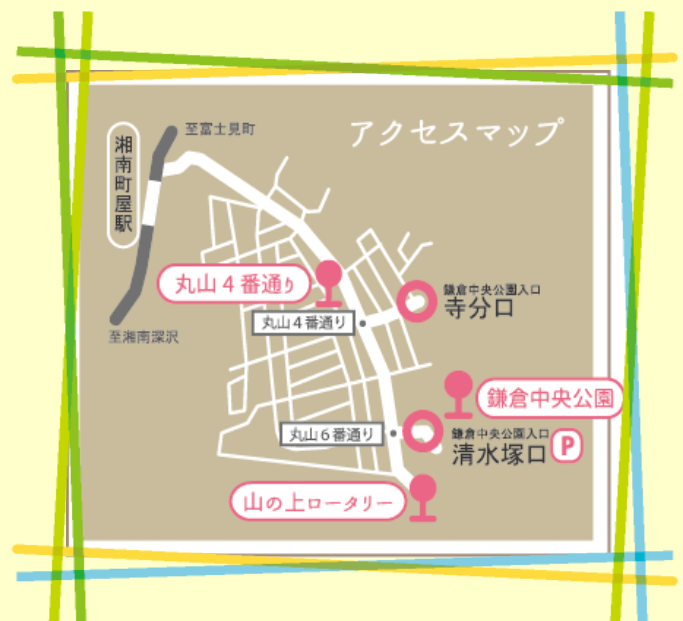 アクセスマップ
至富士見町
湘南町屋駅
丸山4番通り
鎌倉中央公園入口
寺分口
丸山4番通り
至湘南深沢
鎌倉中央公園
丸山6番通り
鎌倉中央公園入口
清水塚口
P
山の上ロータリー